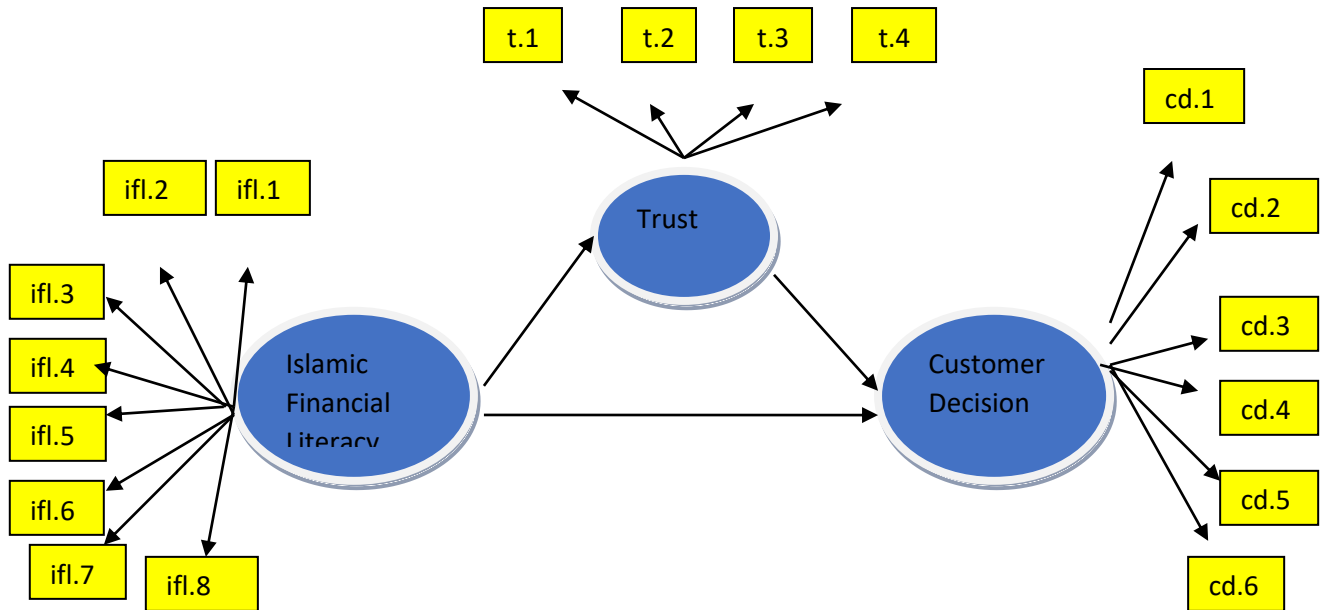 t.1
t.2
t.3
t.4
cd.1
ifl.2
ifl.1
cd.2
Trust
ifl.3
cd.3
ifl.4
Islamic
Financial
Literacy
Customer
Decision
cd.4
ifl.5
ifl.6
cd.5
ifl.7
ifl.8
cd.6